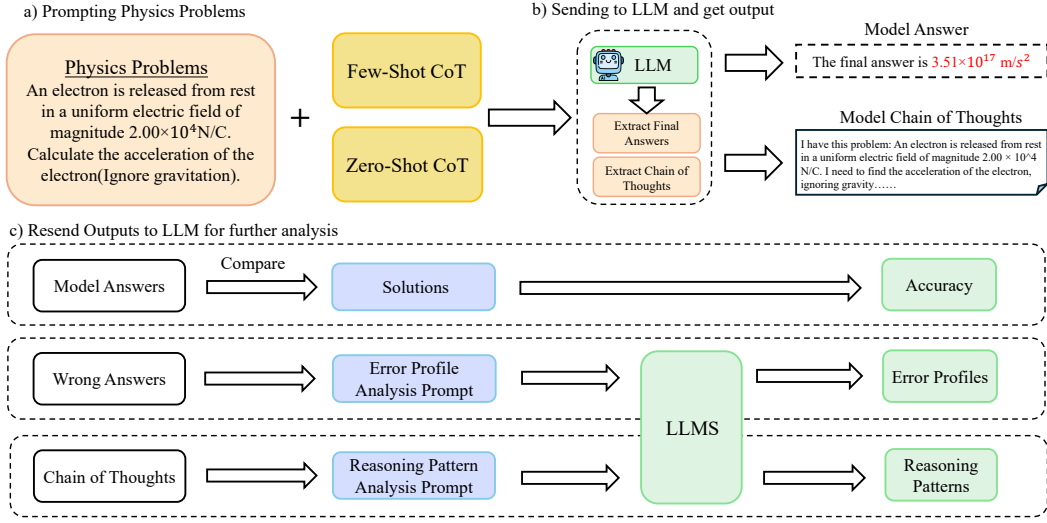 a) Prompting Physics Problems
Physics Problems
An electron is released from rest
in a uniform electric field of
magnitude 2.00×10⁴N/C.
Calculate the acceleration of the
electron(Ignore gravitation).
+
Few-Shot CoT
Zero-Shot CoT
b) Sending to LLM and get output
LLM
Extract Final
Answers
Extract Chain of
Thoughts
Model Answer
The final answer is 3.51×10¹⁷ m/s²
Model Chain of Thoughts
I have this problem: An electron is released from rest
in a uniform electric field of magnitude 2.00 × 10^4
N/C. I need to find the acceleration of the electron,
ignoring gravity……
c) Resend Outputs to LLM for further analysis
Model Answers
Compare
Solutions
Accuracy
Wrong Answers
Error Profile
Analysis Prompt
LLMS
Error Profiles
Chain of Thoughts
Reasoning Pattern
Analysis Prompt
Reasoning
Patterns